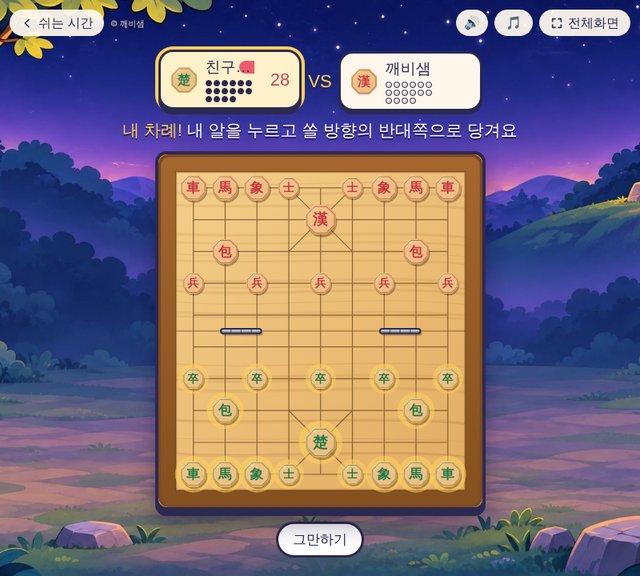 쉬는 시간
© 깨비샘
전체화면
楚 친구... 28
VS
漢 깨비샘
내 차례! 내 알을 누르고 쏠 방향의 반대쪽으로 당겨요
車 馬 象 士 士 象 馬 車
漢
包 包
兵 兵 兵 兵 兵
卒 卒 卒 卒 卒
包 包
楚
車 馬 象 士 士 象 馬 車
그만하기